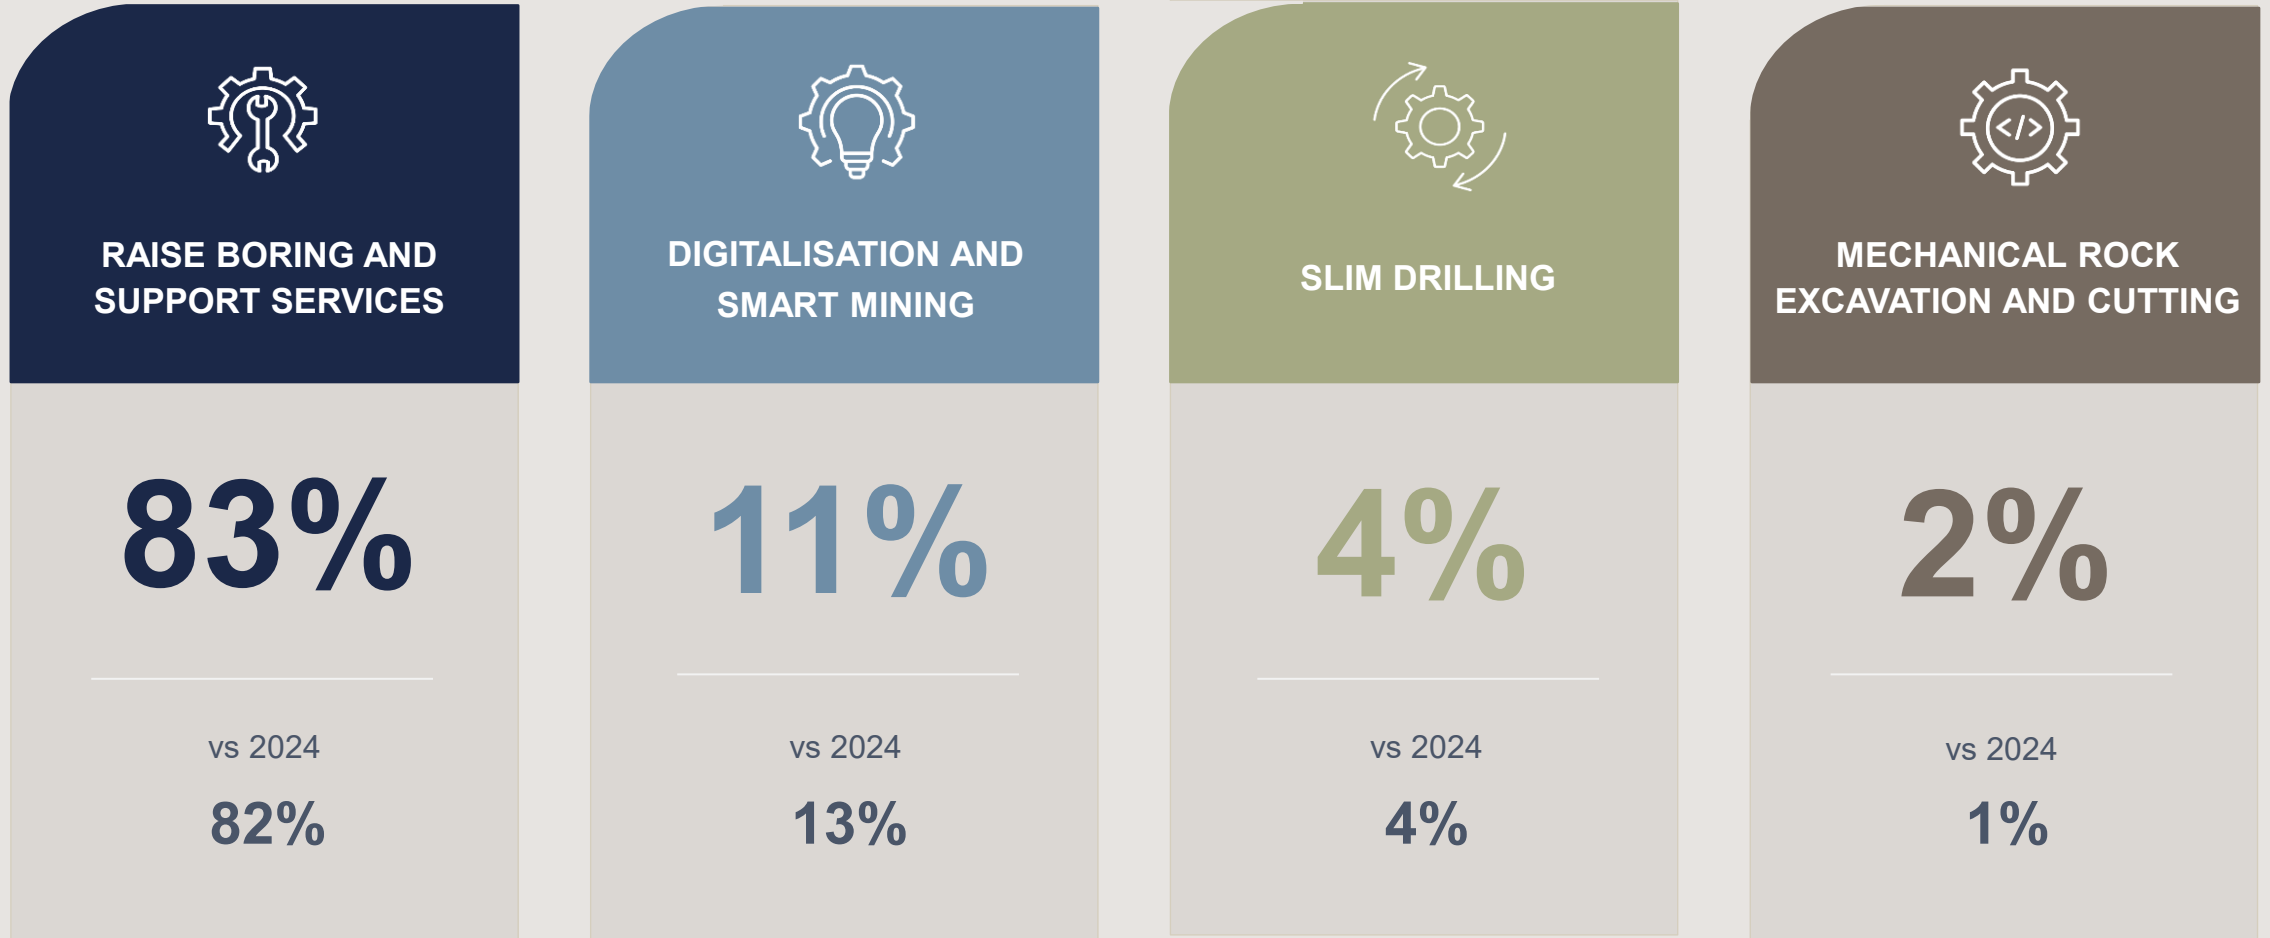 RAISE BORING AND
SUPPORT SERVICES
83%
vs 2024
82%
DIGITALISATION AND
SMART MINING
11%
vs 2024
13%
SLIM DRILLING
4%
vs 2024
4%
</>
MECHANICAL ROCK
EXCAVATION AND CUTTING
2%
vs 2024
1%